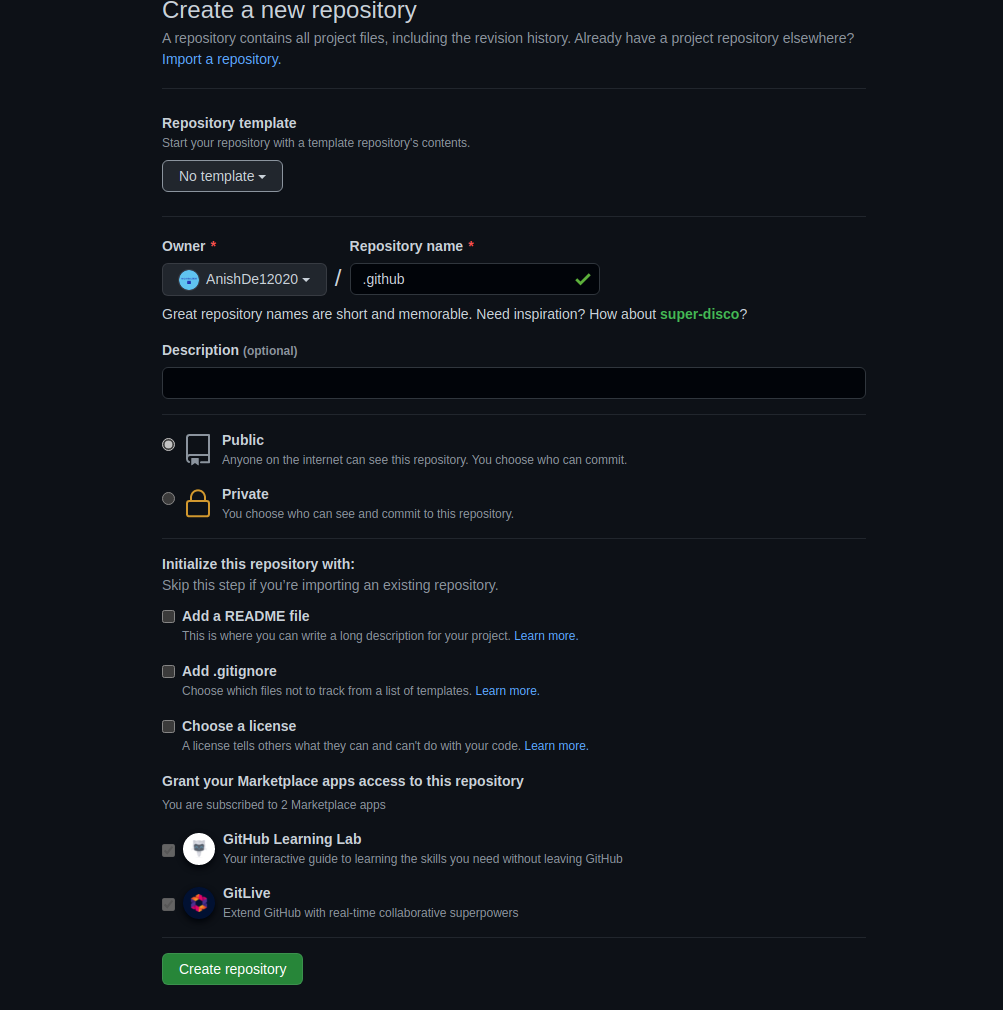 Create a new repository
A repository contains all project files, including the revision history. Already have a project repository elsewhere?
Import a repository.
Repository template
Start your repository with a template repository's contents.
No template
Owner *
Repository name *
AnishDe12020
/
.github
Great repository names are short and memorable. Need inspiration? How about super-disco?
Description (optional)
Public
Anyone on the internet can see this repository. You choose who can commit.
Private
You choose who can see and commit to this repository.
Initialize this repository with:
Skip this step if you’re importing an existing repository.
Add a README file
This is where you can write a long description for your project. Learn more.
Add .gitignore
Choose which files not to track from a list of templates. Learn more.
Choose a license
A license tells others what they can and can't do with your code. Learn more.
Grant your Marketplace apps access to this repository
You are subscribed to 2 Marketplace apps
GitHub Learning Lab
Your interactive guide to learning the skills you need without leaving GitHub
GitLive
Extend GitHub with real-time collaborative superpowers
Create repository